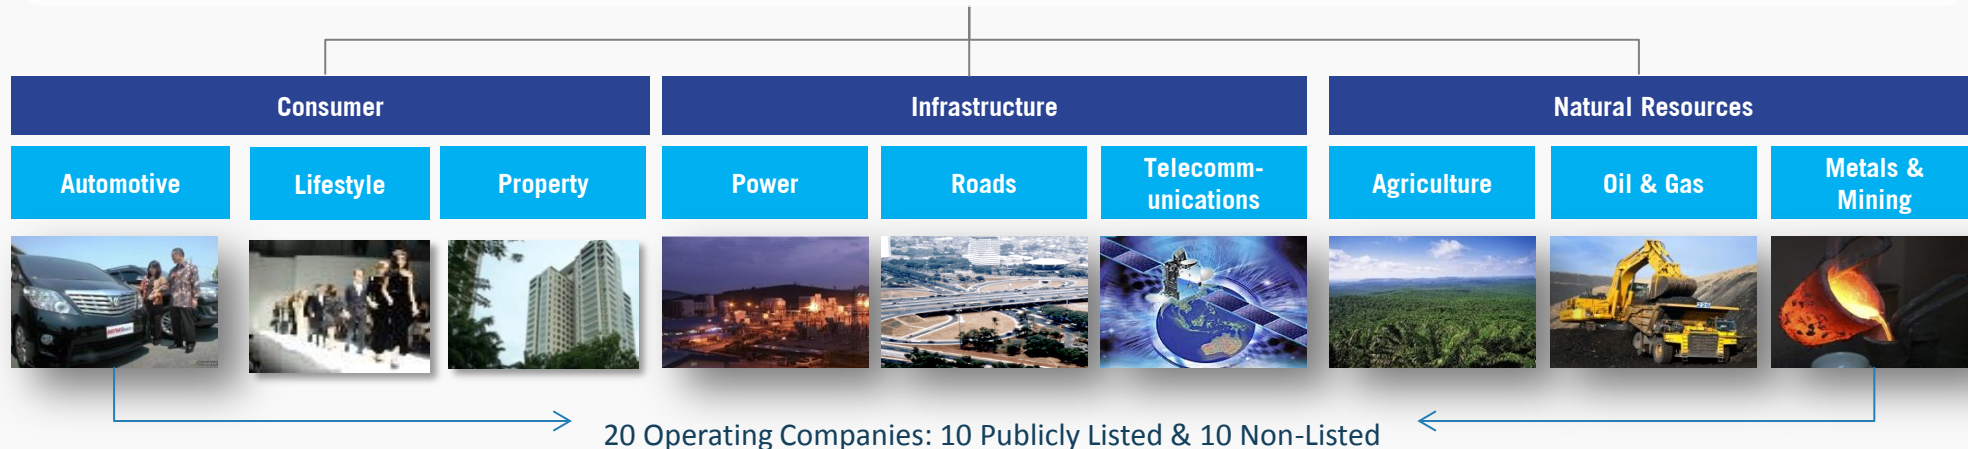 Consumer
Infrastructure
Natural Resources
Automotive
Lifestyle
Property
Power
Roads
Telecomm-
unications
Agriculture
Oil & Gas
Metals &
Mining
20 Operating Companies: 10 Publicly Listed & 10 Non-Listed